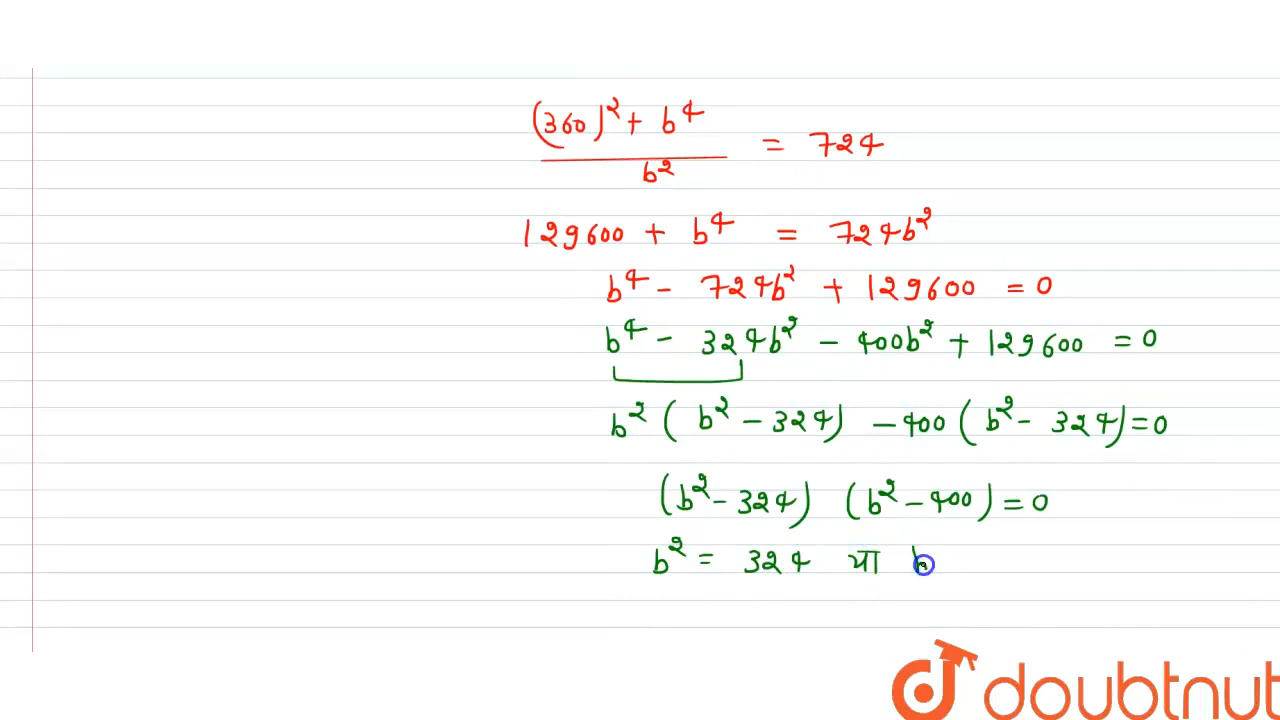 (360)² + b⁴
――――――― = 724
b²
129600 + b⁴ = 724b²
b⁴ - 724b² + 129600 = 0
b⁴ - 324b² - 400b² + 129600 = 0
b² (b² - 324) - 400 (b² - 324) = 0
(b² - 324) (b² - 400) = 0
b² = 324 या b
doubtnut